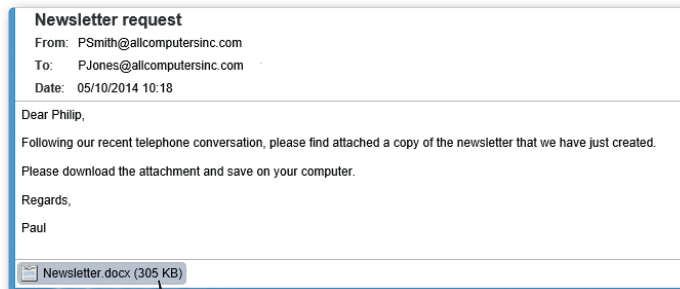 Newsletter request
From: PSmith@allcomputersinc.com
To: PJones@allcomputersinc.com
Date: 05/10/2014 10:18
Dear Philip,
Following our recent telephone conversation, please find attached a copy of the newsletter that we have just created.
Please download the attachment and save on your computer.
Regards,
Paul
Newsletter.docx (305 KB)